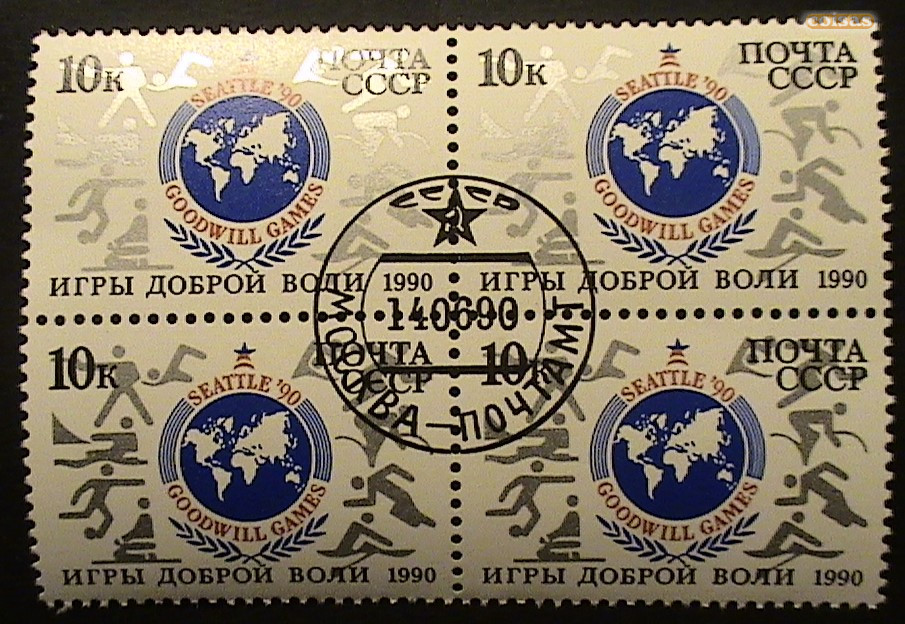 coins
10к
ПОЧТА
СССР
SEATTLE '90
GOODWILL GAMES
ИГРЫ ДОБРОЙ ВОЛИ 1990
10к
ПОЧТА
СССР
SEATTLE '90
GOODWILL GAMES
ИГРЫ ДОБРОЙ ВОЛИ 1990
СССР
140690
МОСКВА–ПОЧТАМТ
10к
ПОЧТА
СССР
SEATTLE '90
GOODWILL GAMES
ИГРЫ ДОБРОЙ ВОЛИ 1990
10к
ПОЧТА
СССР
SEATTLE '90
GOODWILL GAMES
ИГРЫ ДОБРОЙ ВОЛИ 1990